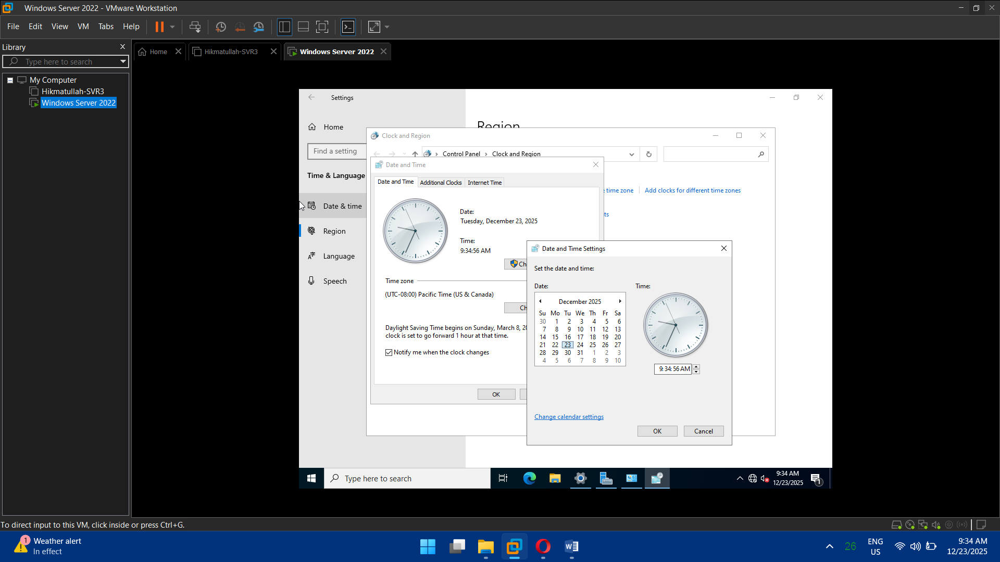 Windows Server 2022 - VMware Workstation
File Edit View VM Tabs Help
Library
Type here to search
My Computer
Hikmatullah-SVR3
Windows Server 2022
Home
Hikmatullah-SVR3
Windows Server 2022
Settings
Home
Find a setting
Time & Language
Date & time
Region
Language
Speech
Region
Clock and Region
Control Panel > Clock and Region
time zone
Add clocks for different time zones
Date and Time
Date and Time
Additional Clocks
Internet Time
Date:
Tuesday, December 23, 2025
Time:
9:34:56 AM
Ch
Time zone
(UTC-08:00) Pacific Time (US & Canada)
Ch
Daylight Saving Time begins on Sunday, March 8, 20
clock is set to go forward 1 hour at that time.
Notify me when the clock changes
OK
Date and Time Settings
Set the date and time:
Date:
Time:
December 2025
Su Mo Tu We Th Fr Sa
30 1 2 3 4 5 6
7 8 9 10 11 12 13
14 15 16 17 18 19 20
21 22 23 24 25 26 27
28 29 30 31 1 2 3
4 5 6 7 8 9 10
9:34:56 AM
Change calendar settings
OK
Cancel
Type here to search
9:34 AM
12/23/2025
1
To direct input to this VM, click inside or press Ctrl+G.
1
Weather alert
In effect
26
ENG
US
9:34 AM
12/23/2025